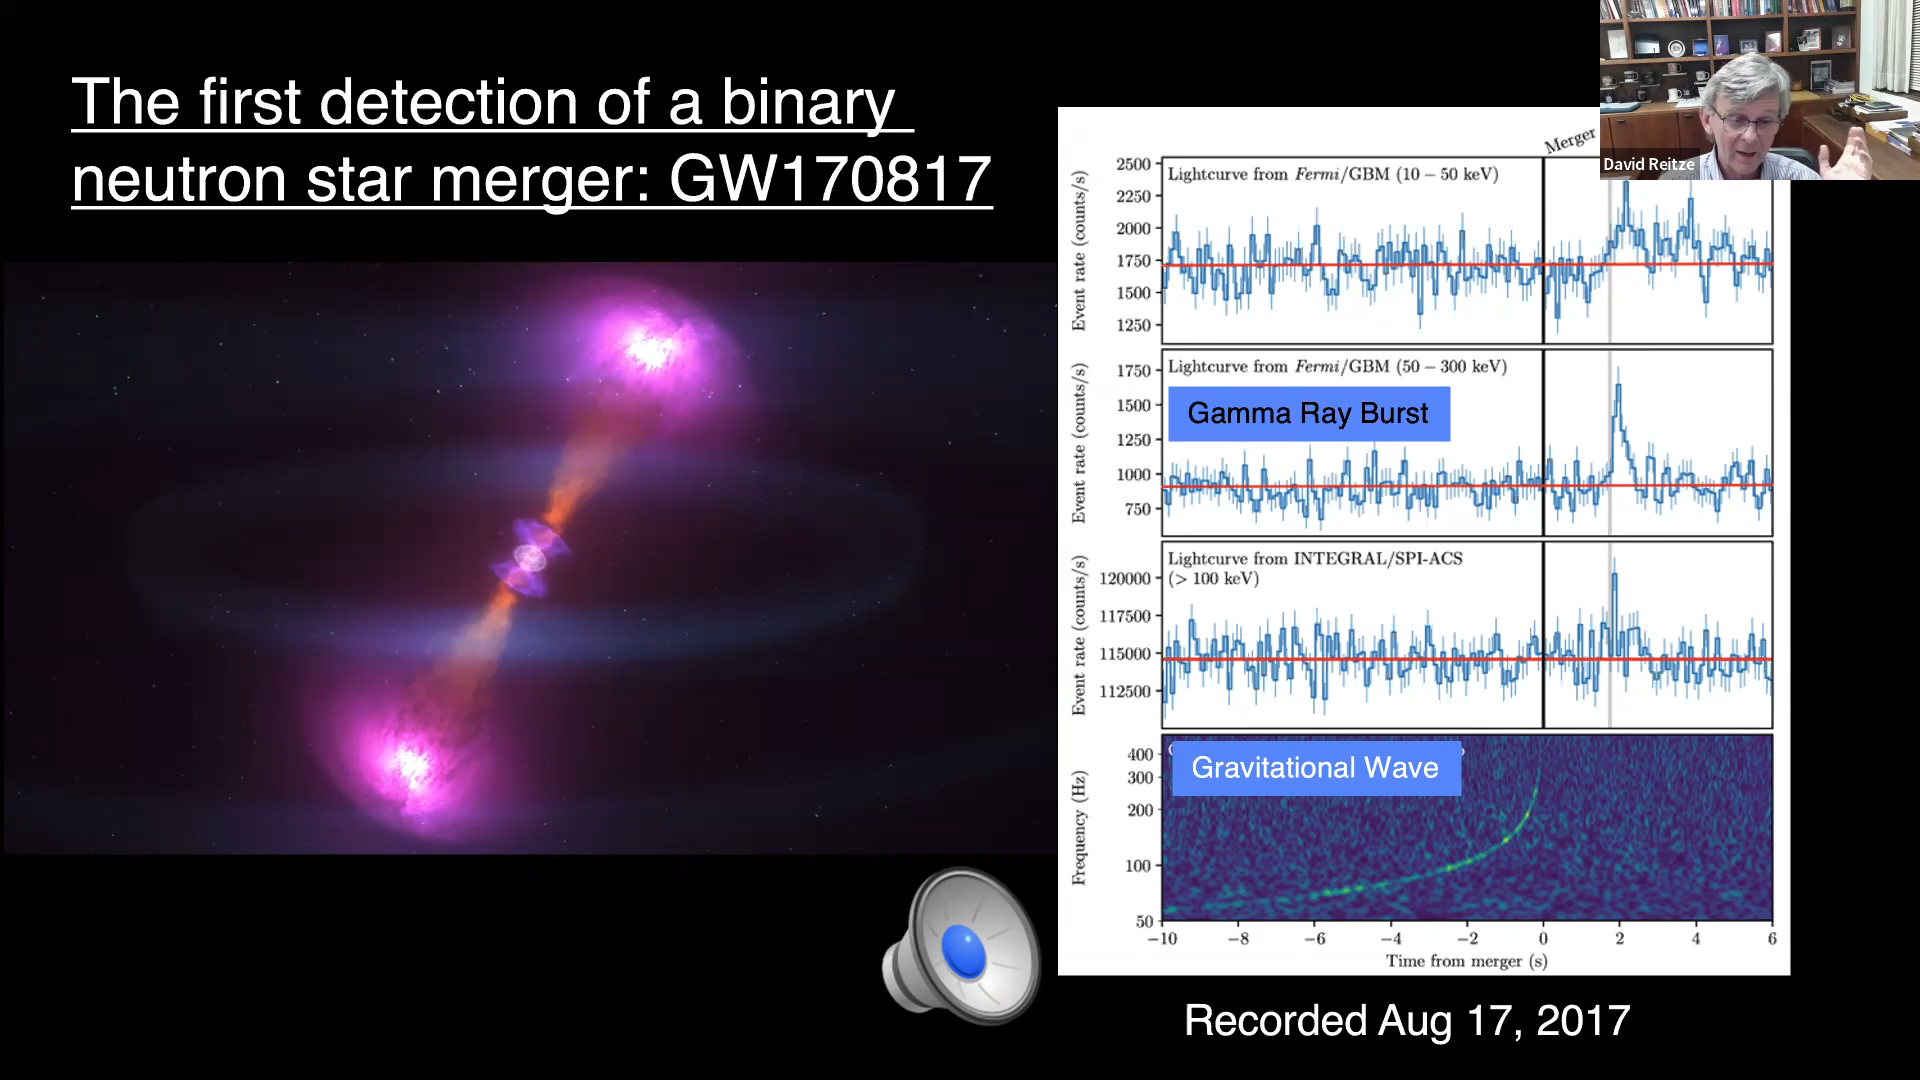 The first detection of a binary
neutron star merger: GW170817
David Reitze
Merger
Lightcurve from Fermi/GBM (10 – 50 keV)
Event rate (counts/s)
2500
2250
2000
1750
1500
1250
Lightcurve from Fermi/GBM (50 – 300 keV)
Gamma Ray Burst
Event rate (counts/s)
1750
1500
1250
1000
750
Lightcurve from INTEGRAL/SPI-ACS
(> 100 keV)
Event rate (counts/s)
120000
117500
115000
112500
Gravitational Wave
Frequency (Hz)
400
300
200
100
50
−10 −8 −6 −4 −2 0 2 4 6
Time from merger (s)
Recorded Aug 17, 2017